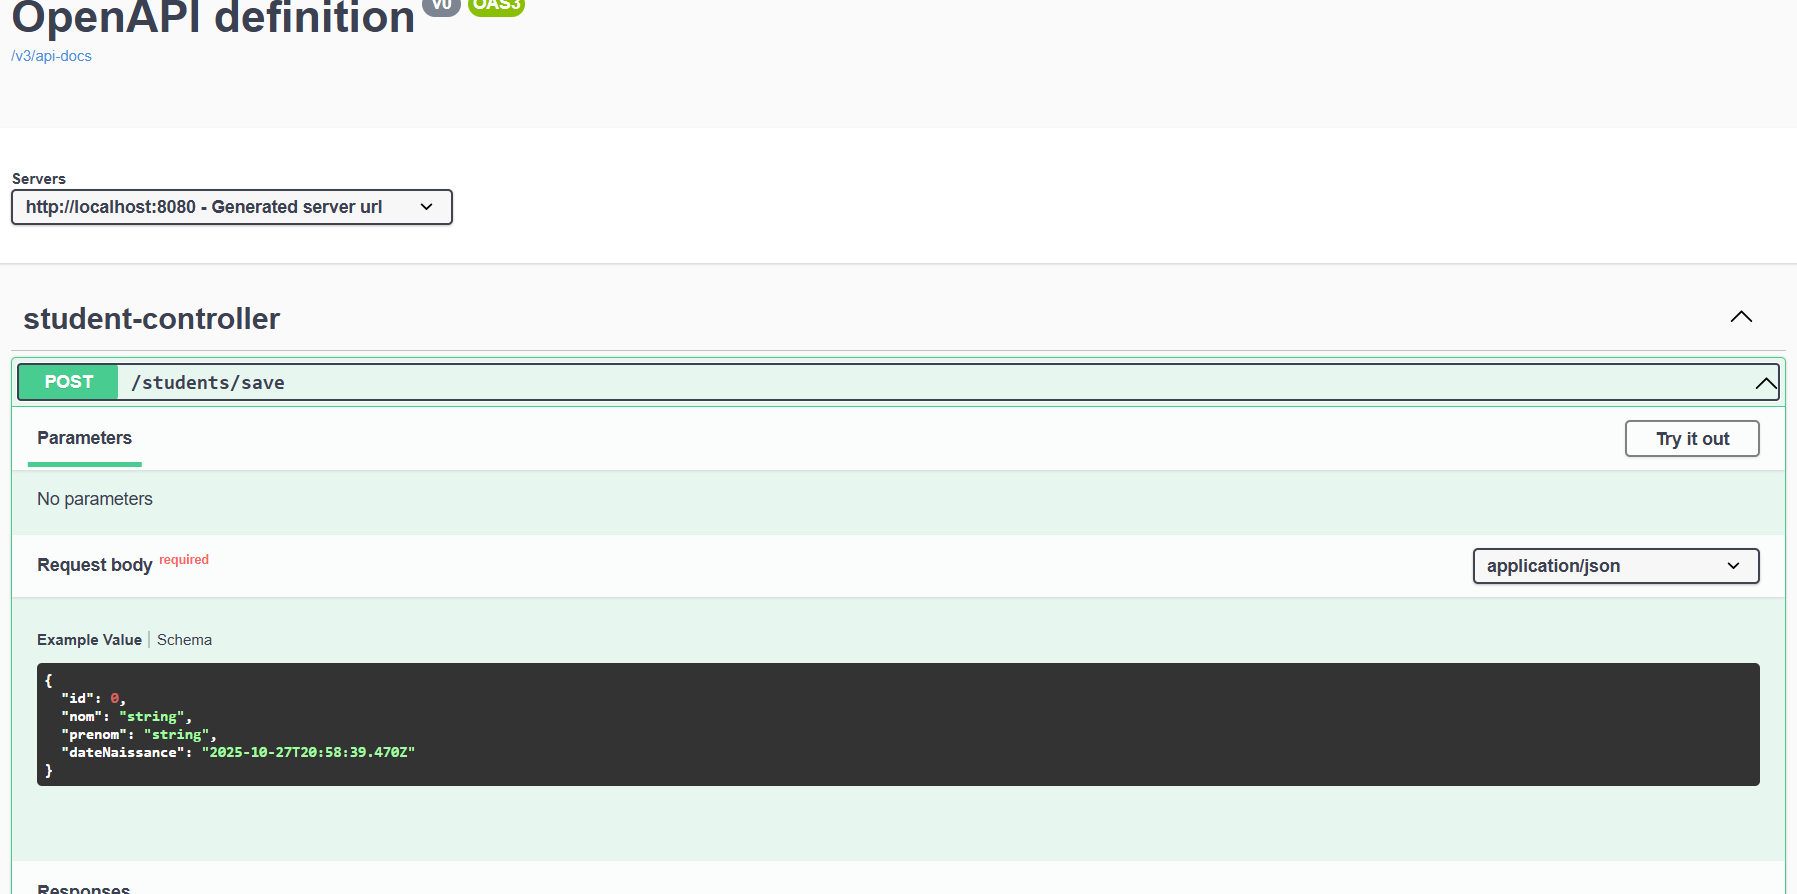 OpenAPI definition v0 OAS3
/v3/api-docs
Servers
http://localhost:8080 - Generated server url
student-controller
POST /students/save
Parameters
Try it out
No parameters
Request body required
application/json
Example Value | Schema
{
  "id": 0,
  "nom": "string",
  "prenom": "string",
  "dateNaissance": "2025-10-27T20:58:39.470Z"
}
Responses